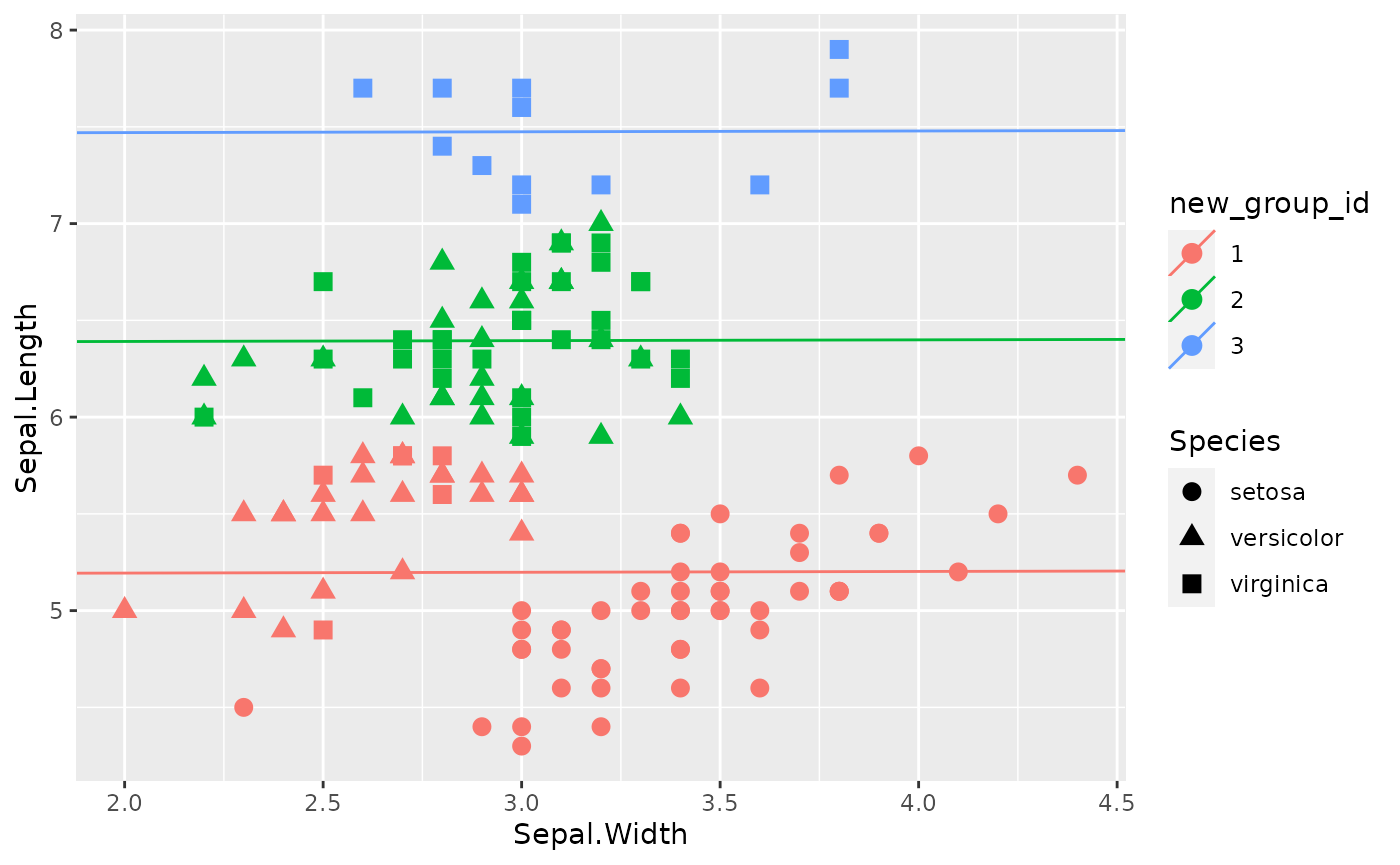 8
7
6
5
Sepal.Length
2.0 2.5 3.0 3.5 4.0 4.5
Sepal.Width
new_group_id
1
2
3
Species
setosa
versicolor
virginica